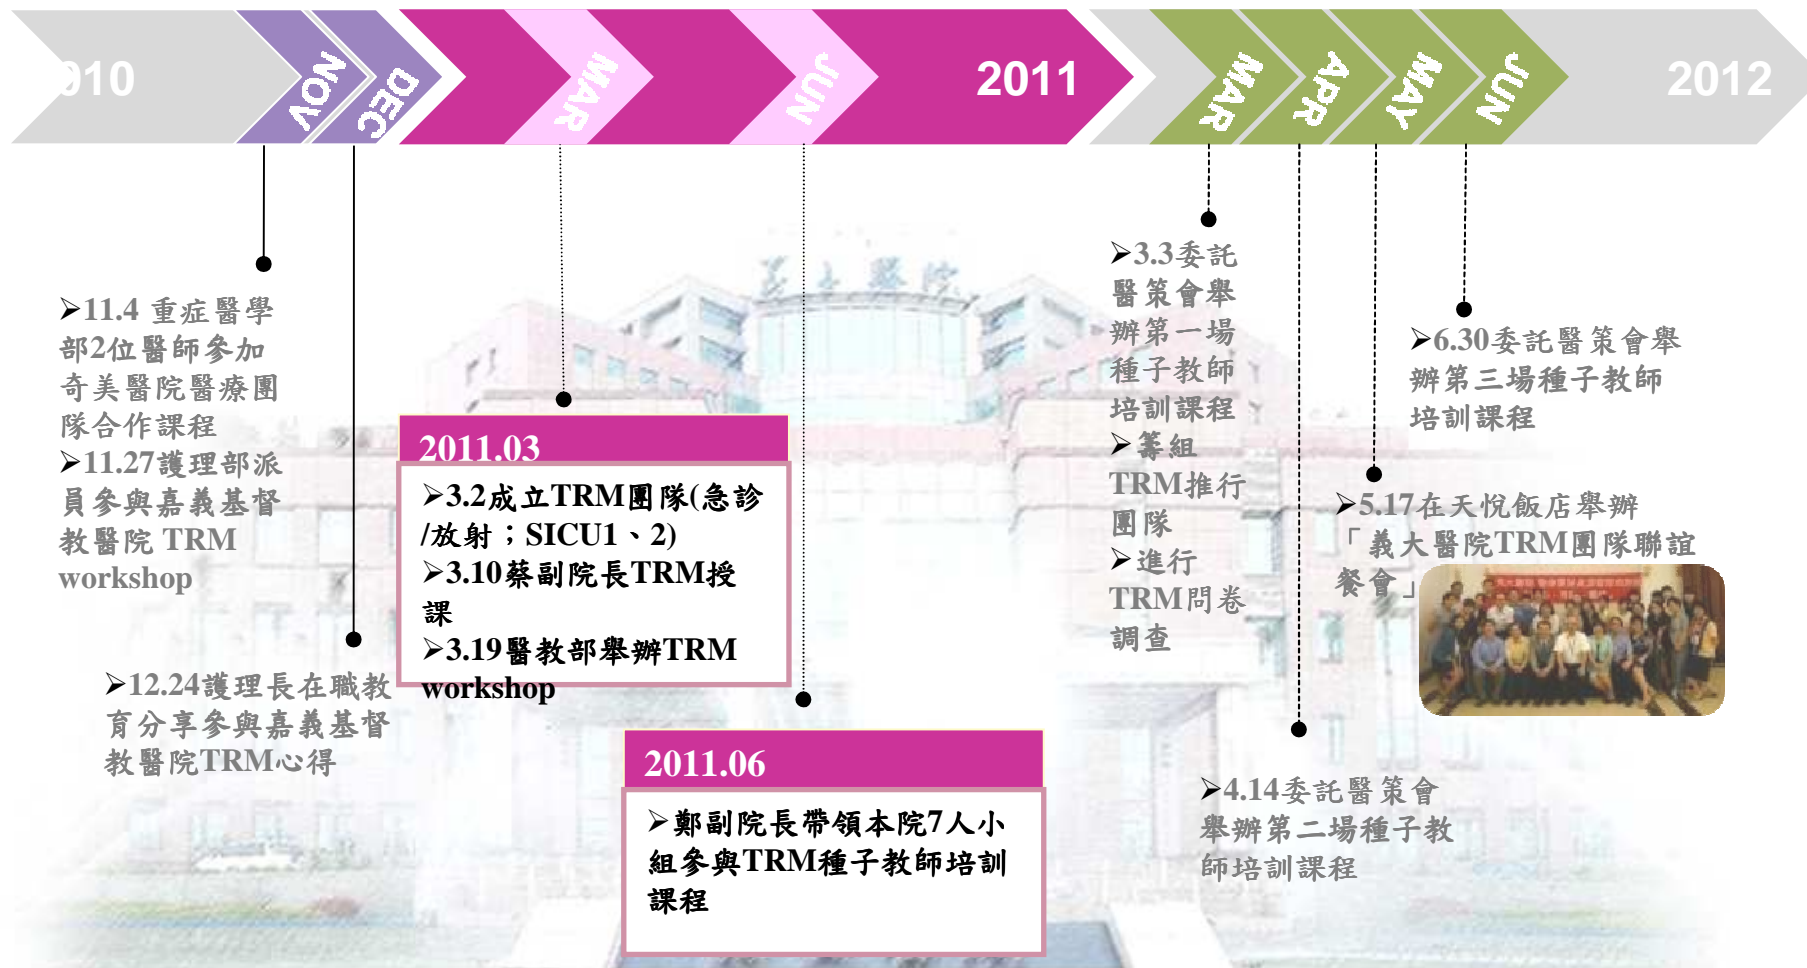 010
NOV
DEC
MAR
JUN
2011
MAR
APR
MAY
JUN
2012
義大醫院
➢11.4 重症醫學
部2位醫師參加
奇美醫院醫療團
隊合作課程
➢11.27護理部派
員參與嘉義基督
教醫院 TRM
workshop
➢12.24護理長在職教
育分享參與嘉義基督
教醫院TRM心得
2011.03
➢3.2成立TRM團隊(急診
/放射；SICU1、2)
➢3.10蔡副院長TRM授
課
➢3.19醫教部舉辦TRM
workshop
2011.06
➢鄭副院長帶領本院7人小
組參與TRM種子教師培訓
課程
➢3.3委託
醫策會舉
辦第一場
種子教師
培訓課程
➢籌組
TRM推行
團隊
➢進行
TRM問卷
調查
➢4.14委託醫策會
舉辦第二場種子教
師培訓課程
➢5.17在天悅飯店舉辦
「義大醫院TRM團隊聯誼
餐會」
➢6.30委託醫策會舉
辦第三場種子教師
培訓課程